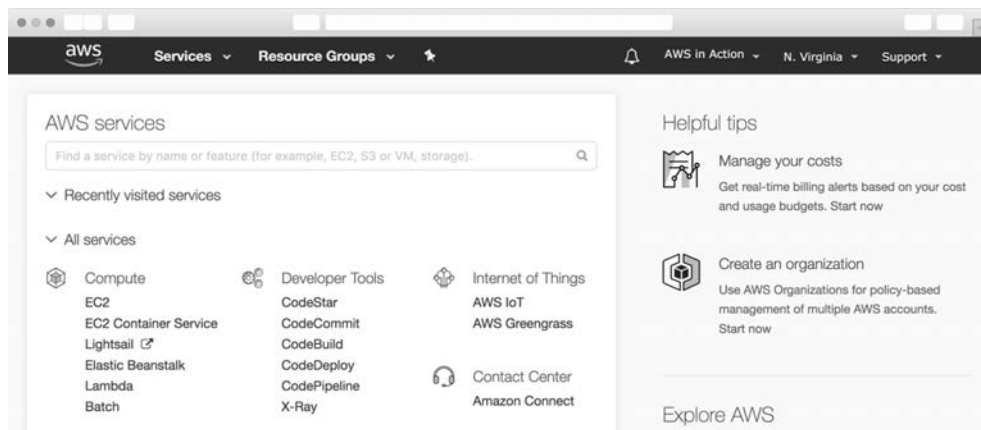 aws Services Resource Groups AWS in Action N. Virginia Support
AWS services
Find a service by name or feature (for example, EC2, S3 or VM, storage).
Recently visited services
All services
Compute
EC2
EC2 Container Service
Lightsail
Elastic Beanstalk
Lambda
Batch
Developer Tools
CodeStar
CodeCommit
CodeBuild
CodeDeploy
CodePipeline
X-Ray
Internet of Things
AWS IoT
AWS Greengrass
Contact Center
Amazon Connect
Helpful tips
Manage your costs
Get real-time billing alerts based on your cost
and usage budgets. Start now
Create an organization
Use AWS Organizations for policy-based
management of multiple AWS accounts.
Start now
Explore AWS